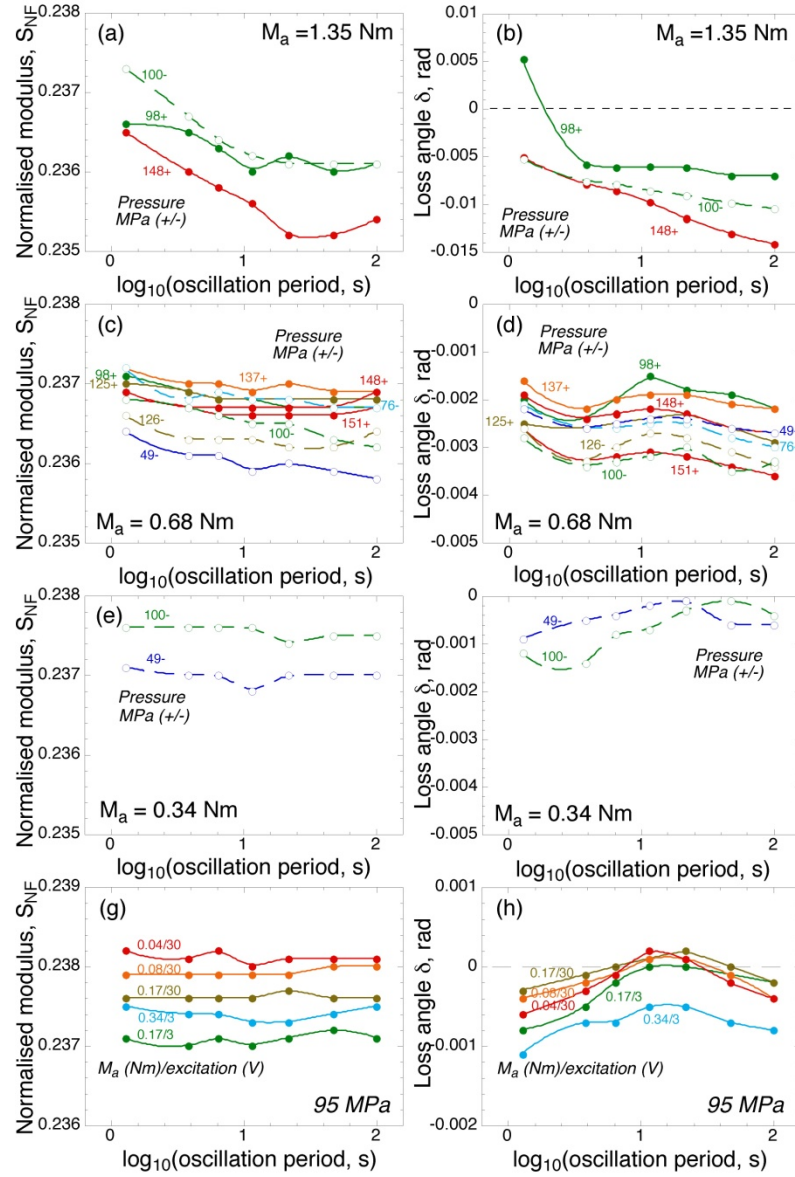 (a)
M_a =1.35 Nm
Normalised modulus, S_NF
0.238
0.237
0.236
0.235
100-
98+
148+
Pressure
MPa (+/-)
0
1
2
log10(oscillation period, s)
(b)
M_a =1.35 Nm
Loss angle δ, rad
0.01
0.005
0
-0.005
-0.01
-0.015
98+
100-
148+
Pressure
MPa (+/-)
0
1
2
log10(oscillation period, s)
(c)
Pressure
MPa (+/-)
Normalised modulus, S_NF
0.238
0.237
0.236
0.235
98+
125+
137+
148+
76-
151+
100-
126-
49-
M_a = 0.68 Nm
0
1
2
log10(oscillation period, s)
(d)
Pressure
MPa (+/-)
Loss angle δ, rad
0
-0.001
-0.002
-0.003
-0.004
-0.005
98+
137+
148+
125+
49-
76-
126-
100-
151+
M_a = 0.68 Nm
0
1
2
log10(oscillation period, s)
(e)
Normalised modulus, S_NF
0.238
0.237
0.236
0.235
100-
49-
Pressure
MPa (+/-)
M_a = 0.34 Nm
0
1
2
log10(oscillation period, s)
Loss angle δ, rad
0
-0.001
-0.002
-0.003
-0.004
-0.005
49-
100-
Pressure
MPa (+/-)
M_a = 0.34 Nm
0
1
2
log10(oscillation period, s)
(g)
Normalised modulus, S_NF
0.239
0.238
0.237
0.236
0.04/30
0.08/30
0.17/30
0.34/3
0.17/3
M_a (Nm)/excitation (V)
95 MPa
0
1
2
log10(oscillation period, s)
(h)
Loss angle δ, rad
0.001
0
-0.001
-0.002
0.17/30
0.08/30
0.04/30
0.17/3
0.34/3
M_a (Nm)/excitation (V)
95 MPa
0
1
2
log10(oscillation period, s)